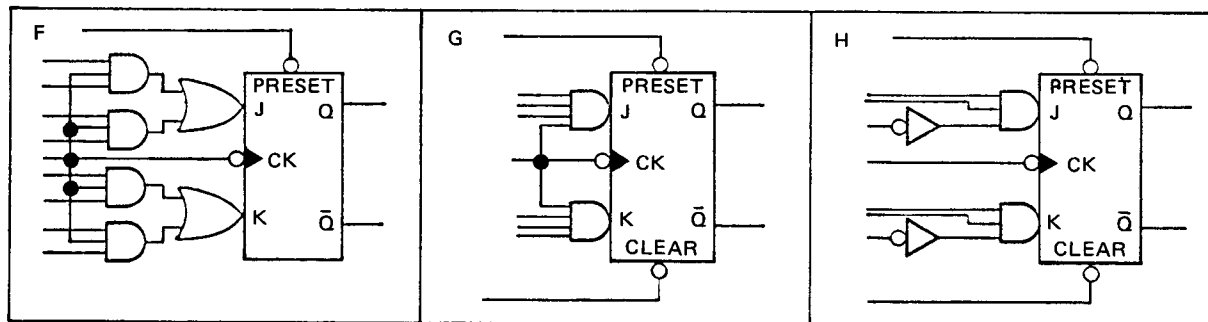 F
PRESET
J Q
CK
K Q̅
G
PRESET
J Q
CK
K Q̅
CLEAR
H
PRESET
J Q
CK
K Q̅
CLEAR